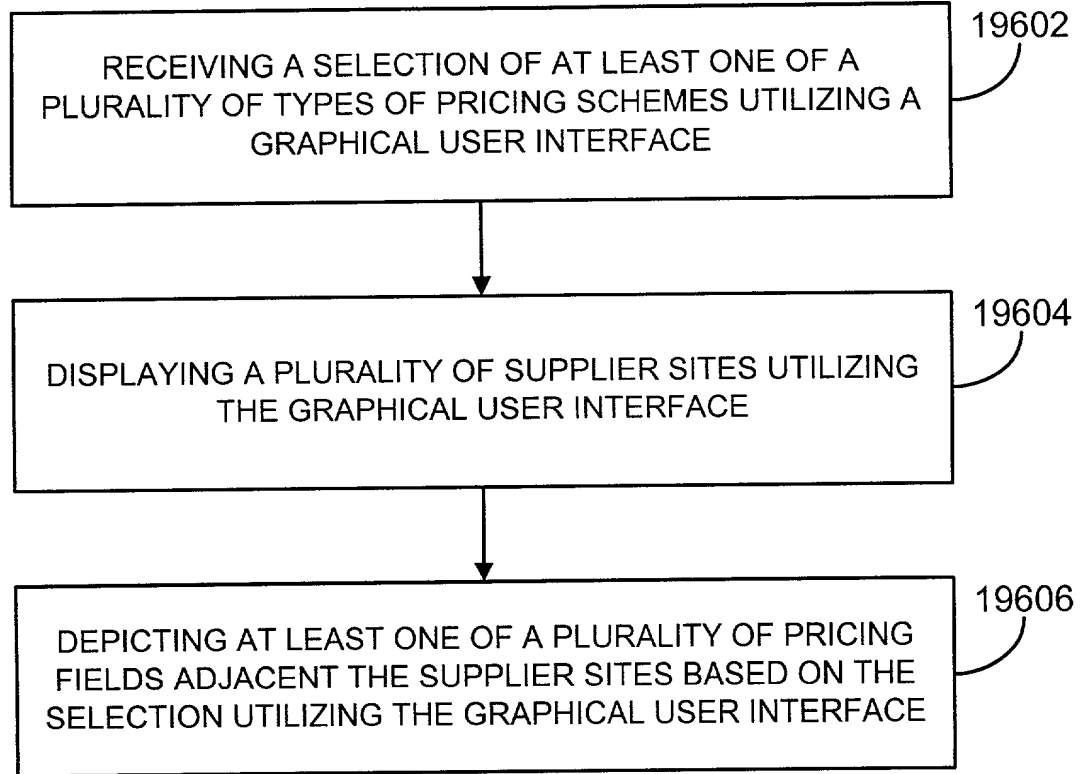 19602
RECEIVING A SELECTION OF AT LEAST ONE OF A
PLURALITY OF TYPES OF PRICING SCHEMES UTILIZING A
GRAPHICAL USER INTERFACE
19604
DISPLAYING A PLURALITY OF SUPPLIER SITES UTILIZING
THE GRAPHICAL USER INTERFACE
19606
DEPICTING AT LEAST ONE OF A PLURALITY OF PRICING
FIELDS ADJACENT THE SUPPLIER SITES BASED ON THE
SELECTION UTILIZING THE GRAPHICAL USER INTERFACE